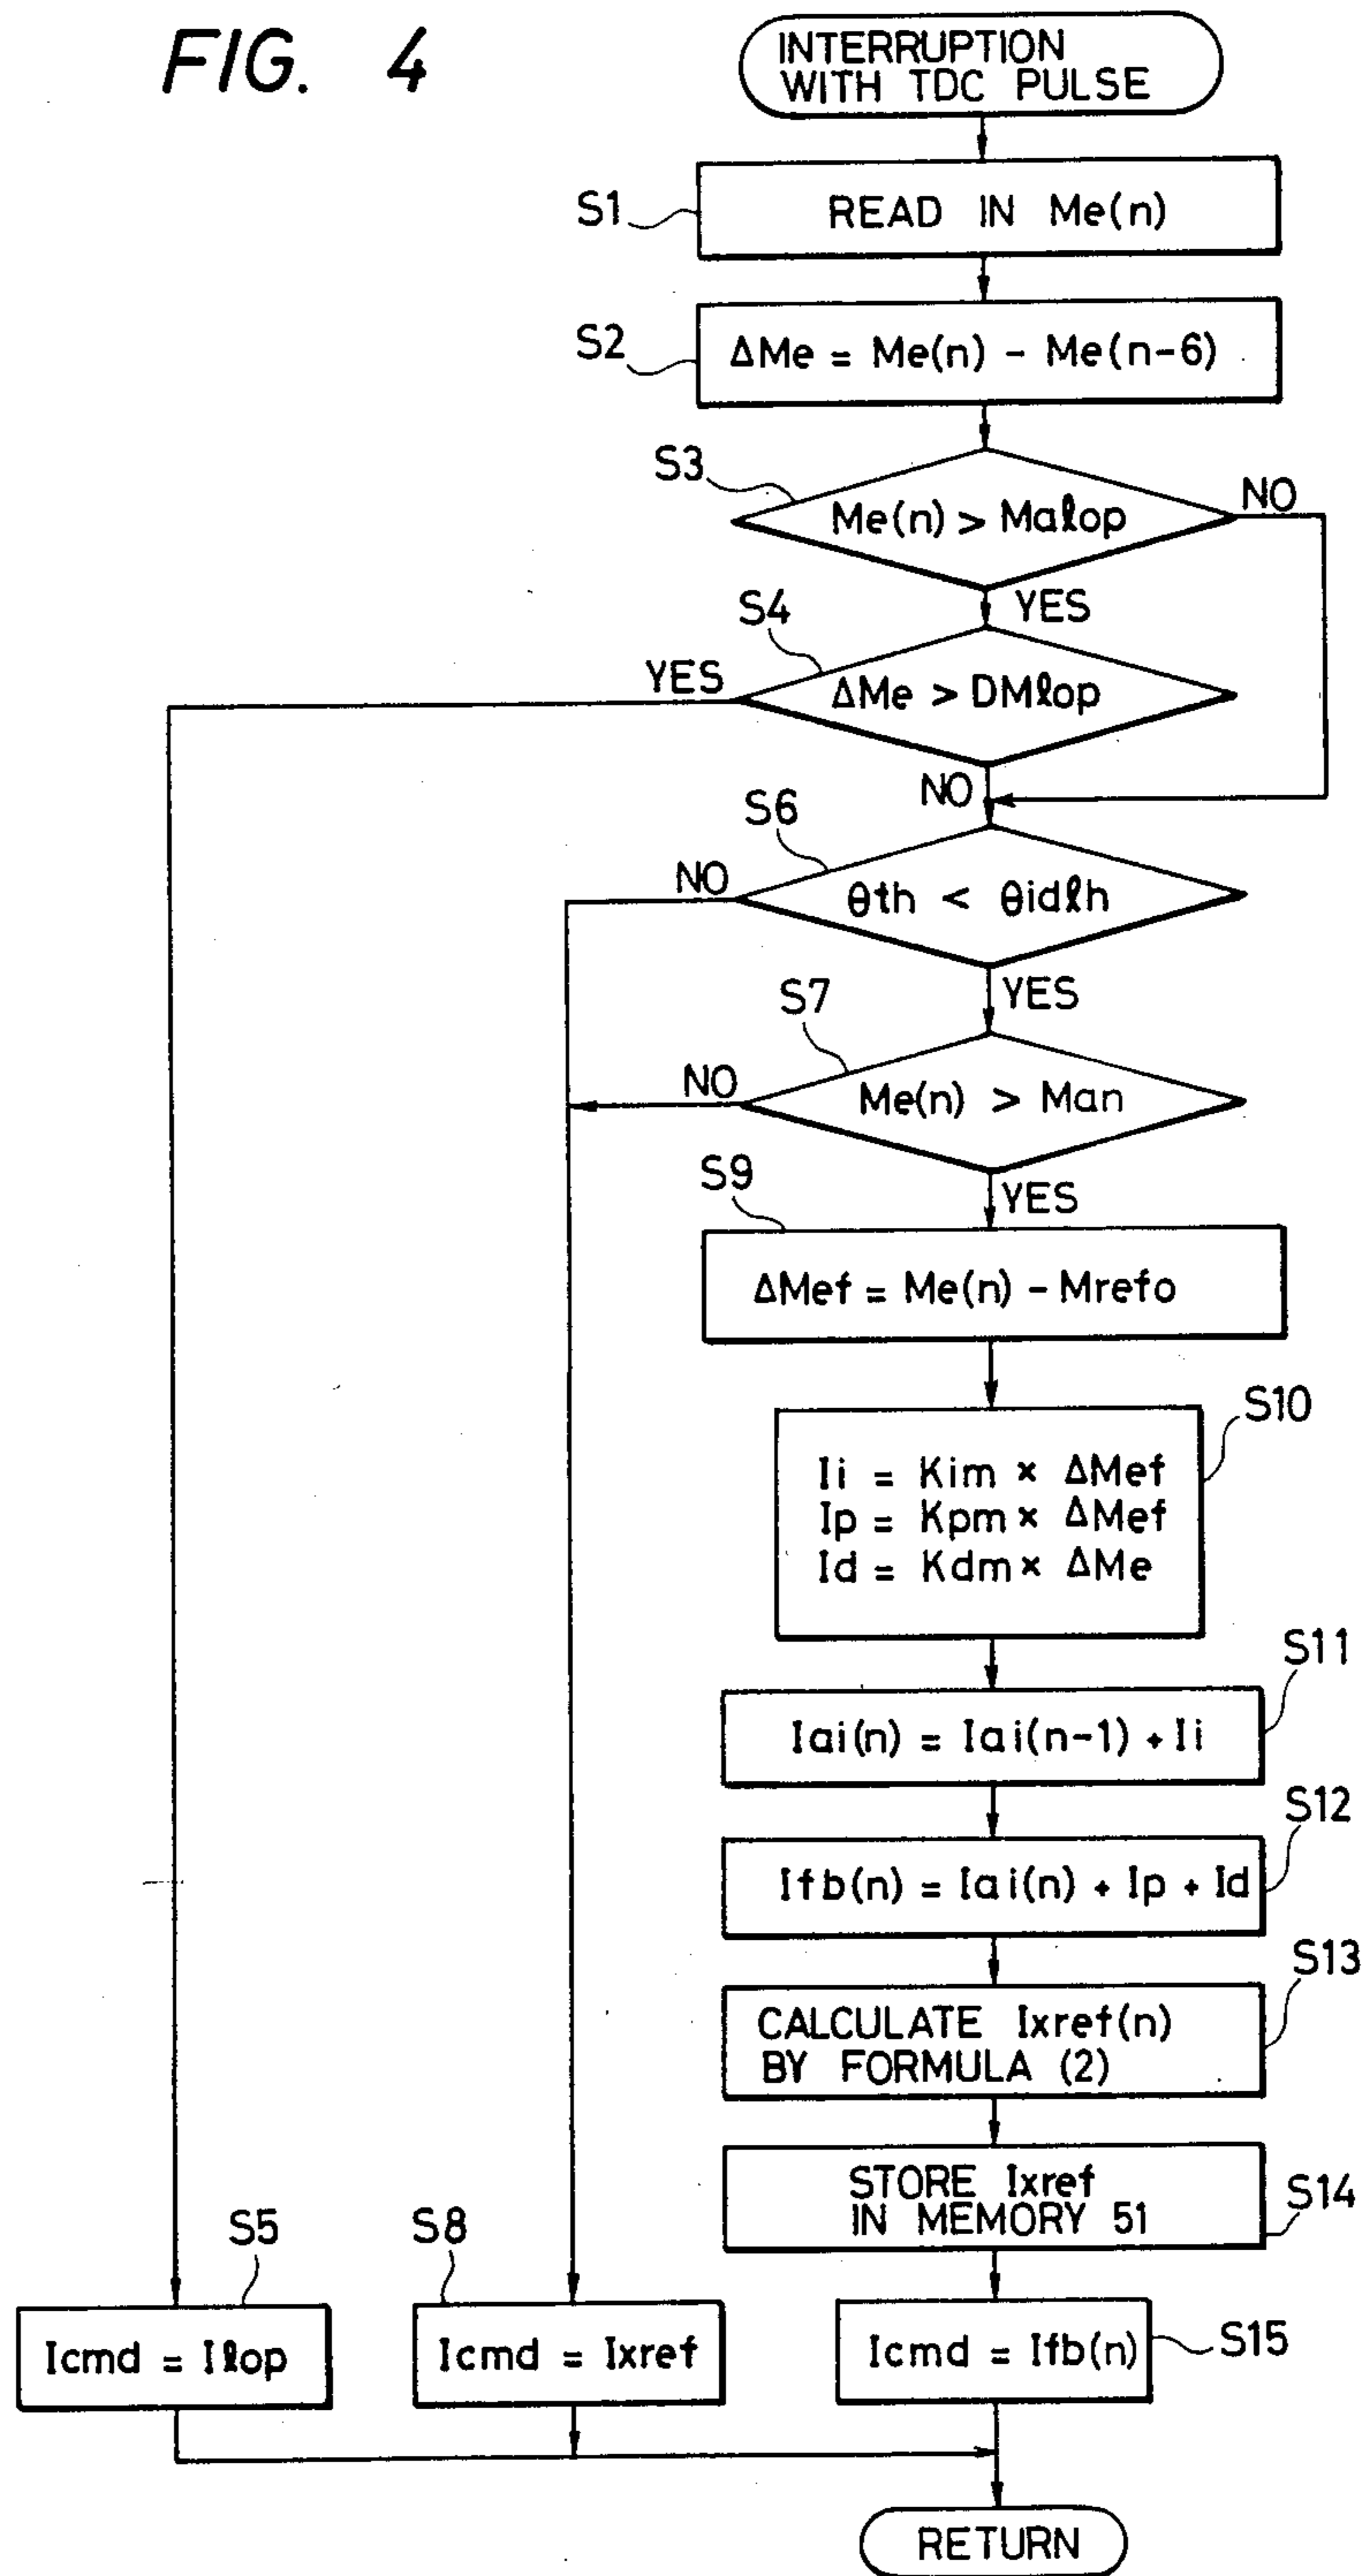 FIG. 4
INTERRUPTION
WITH TDC PULSE
S1
READ IN Me(n)
S2
ΔMe = Me(n) - Me(n-6)
S3
Me(n) > Maℓop
NO
YES
S4
YES
ΔMe > DMℓop
NO
S6
NO
θth < θidℓh
YES
S7
NO
Me(n) > Man
YES
S9
ΔMef = Me(n) - Mrefo
S10
Ii = Kim × ΔMef
Ip = Kpm × ΔMef
Id = Kdm × ΔMe
S11
Iai(n) = Iai(n-1) + Ii
S12
Ifb(n) = Iai(n) + Ip + Id
S13
CALCULATE Ixref(n)
BY FORMULA (2)
S14
STORE Ixref
IN MEMORY 51
S5
Icmd = Iℓop
S8
Icmd = Ixref
S15
Icmd = Ifb(n)
RETURN